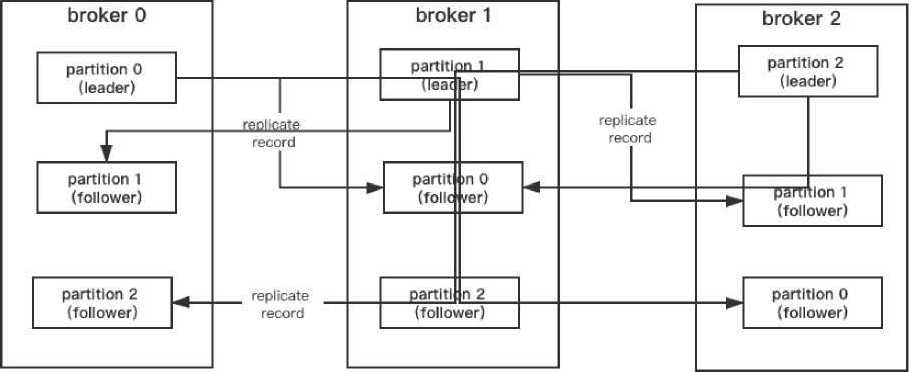 broker 0
partition 0
(leader)
partition 1
(follower)
partition 2
(follower)
replicate
record
replicate
record
broker 1
partition 1
(leader)
partition 0
(follower)
partition 2
(follower)
replicate
record
broker 2
partition 2
(leader)
partition 1
(follower)
partition 0
(follower)